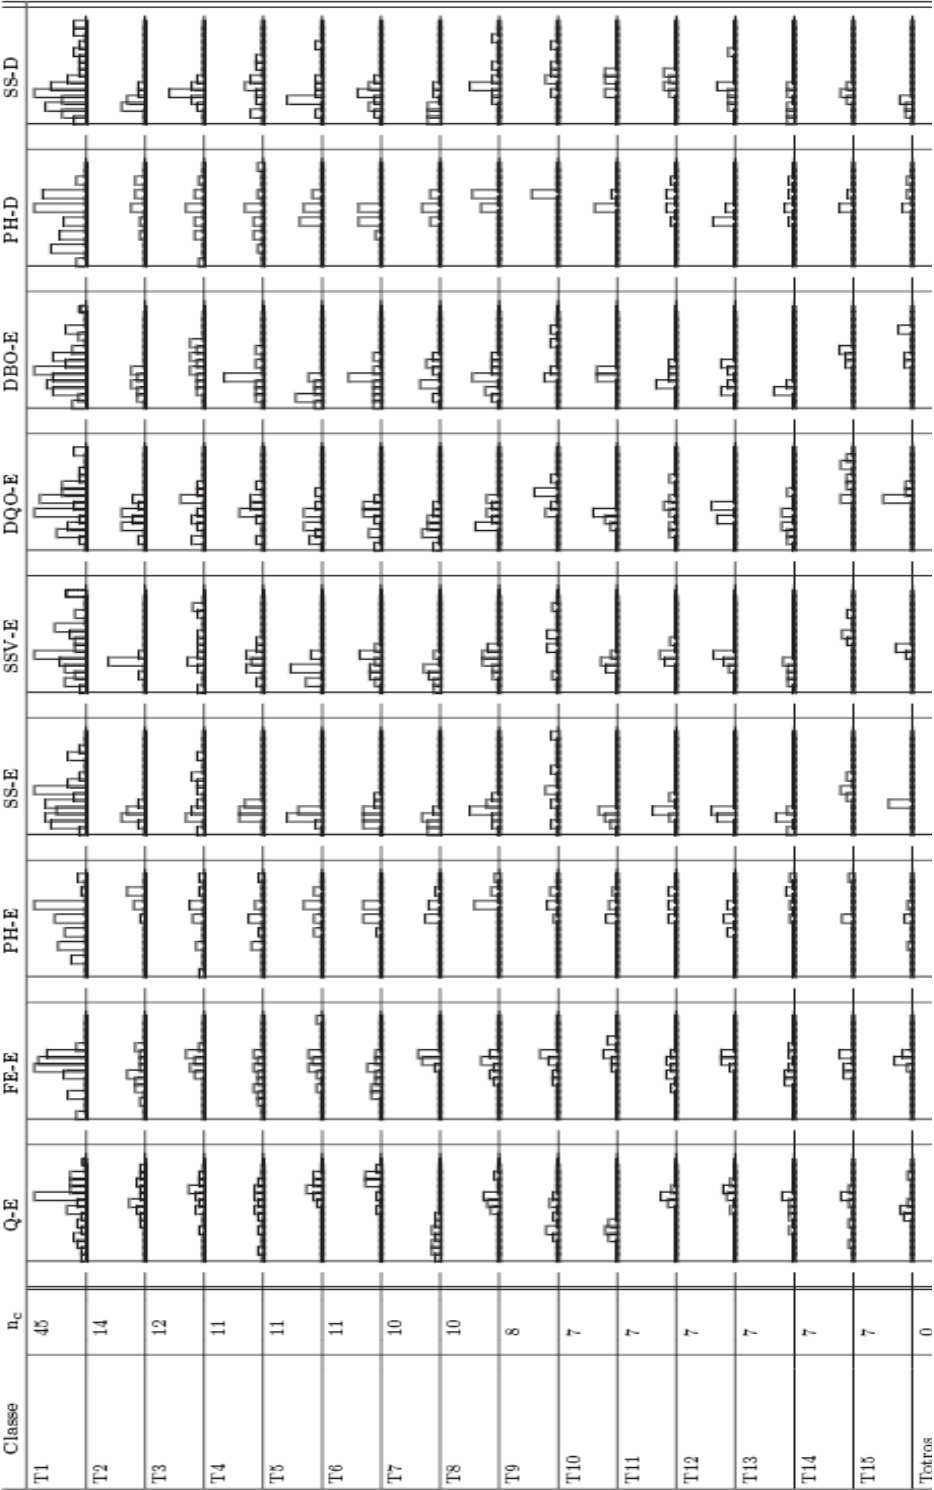 Classe n_c Q-E FE-E PH-E SS-E SSV-E DQO-E DBO-E PH-D SS-D
T1 45
T2 14
T3 12
T4 11
T5 11
T6 11
T7 10
T8 10
T9 8
T10 7
T11 7
T12 7
T13 7
T14 7
T15 7
Totros 0